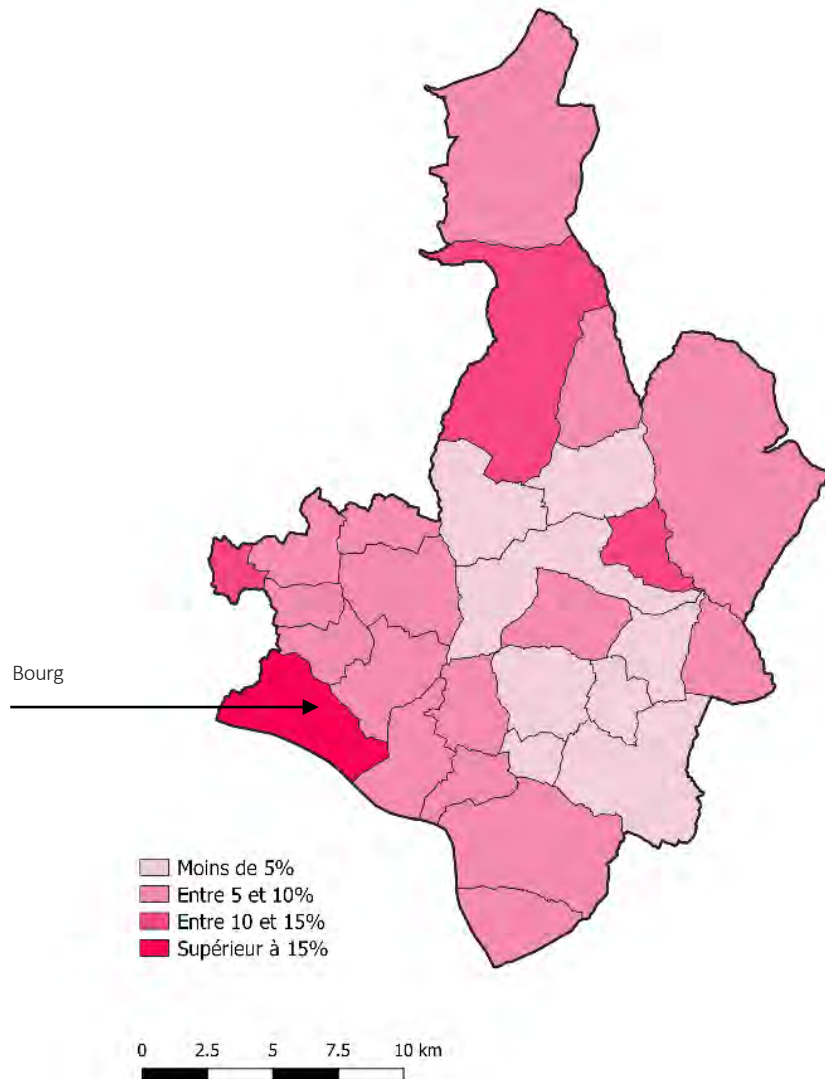 Bourg
Moins de 5%
Entre 5 et 10%
Entre 10 et 15%
Supérieur à 15%
0 2.5 5 7.5 10 km